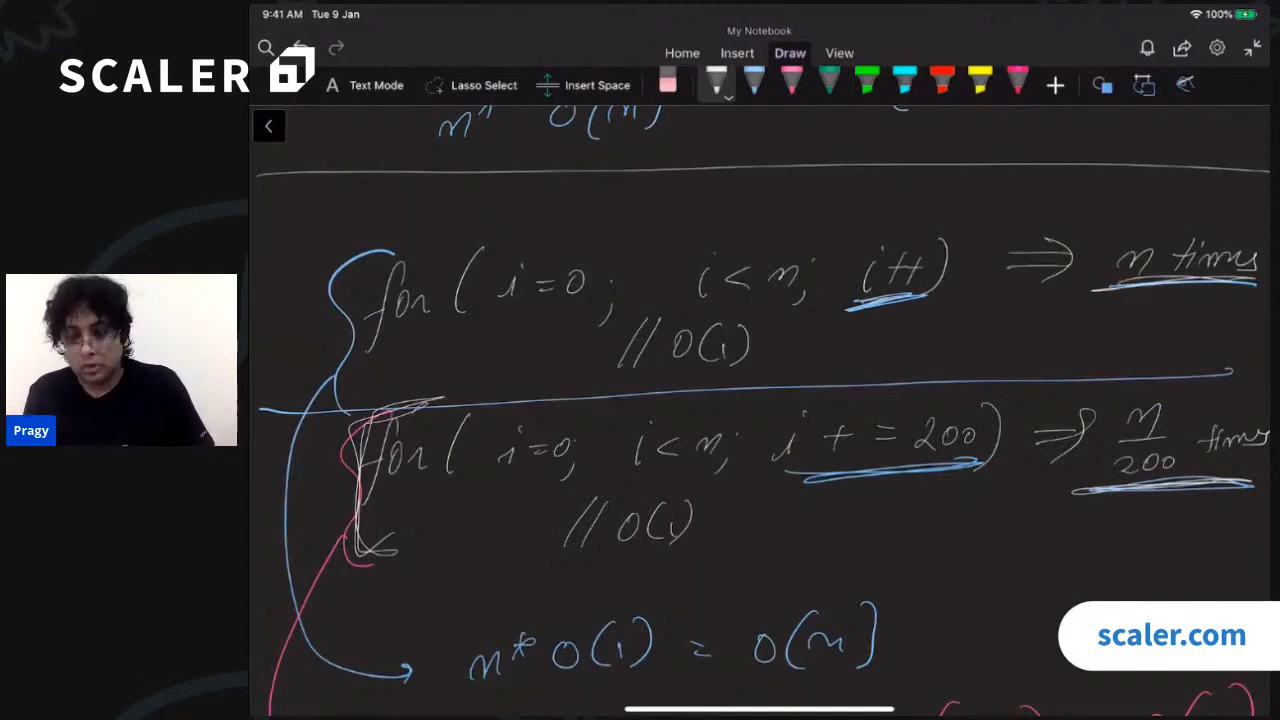 9:41 AM Tue 9 Jan
100%
My Notebook
Home Insert Draw View
SCALER
A Text Mode Lasso Select Insert Space
n* O(n)
for ( i=0; i<n; i++) ⇒ n times
// O(1)
for ( i=0; i<n; i += 200) ⇒ n/200 times
// O(1)
Pragy
n* O(1) = O(n)
scaler.com